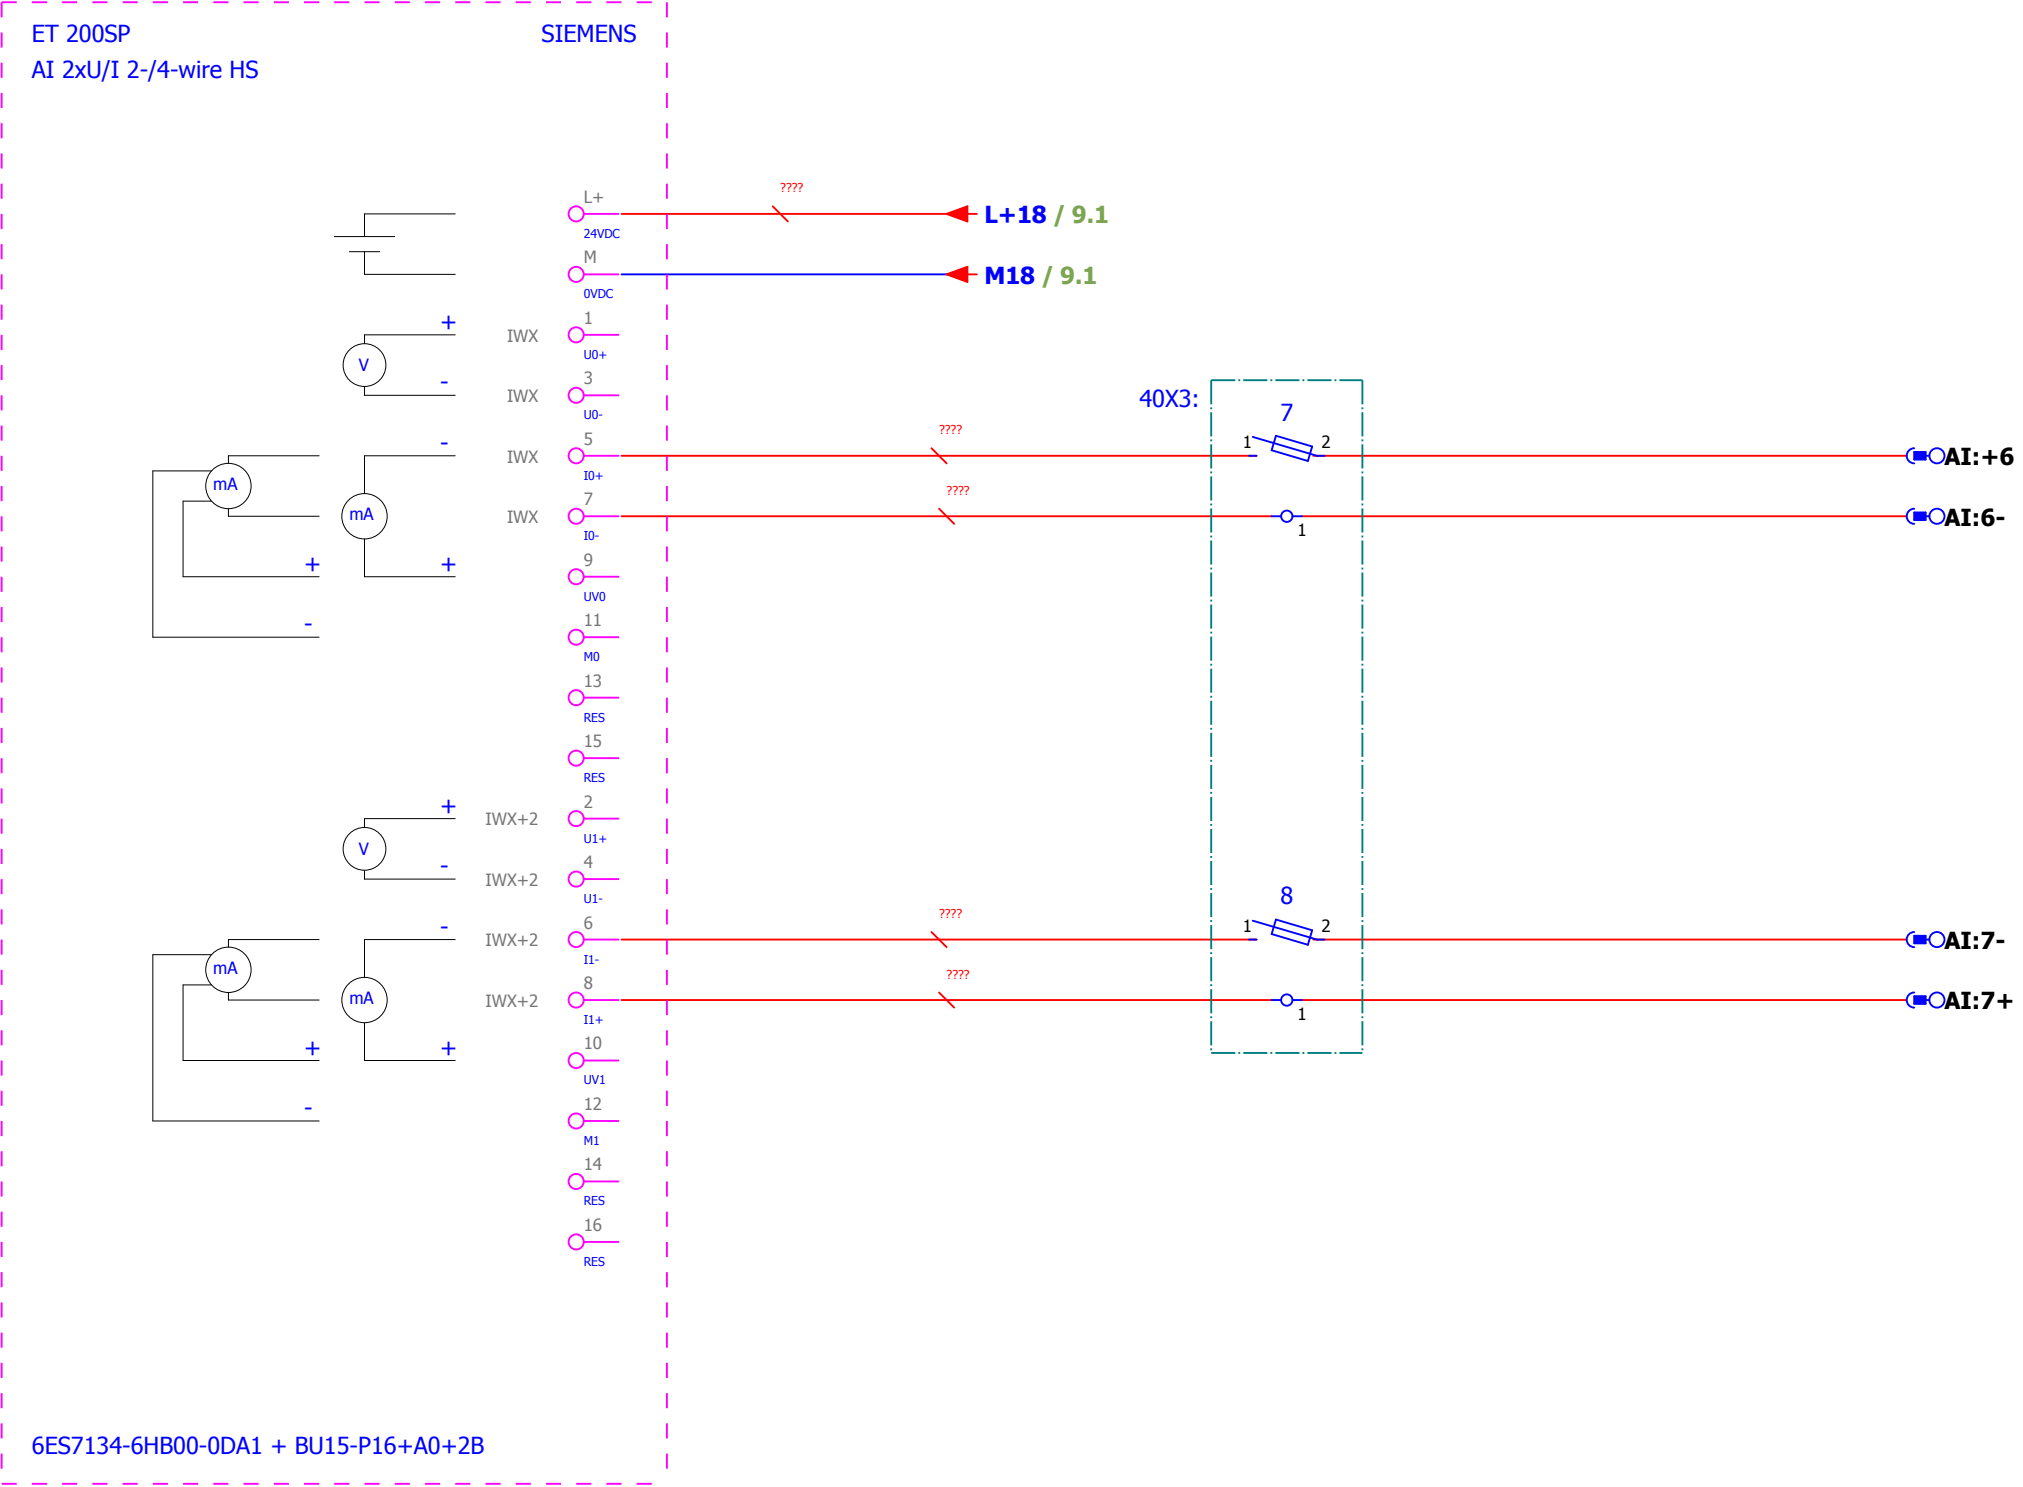 ET 200SP SIEMENS
AI 2xU/I 2-/4-wire HS
L+ ????
24VDC L+18 / 9.1
M
0VDC M18 / 9.1
+ 1
V IWX U0+
- 3
IWX U0-
40X3: 7
- 5 ???? 1 2
mA IWX I0+ AI:+6
7 ????
mA IWX I0- 1 AI:6-
+ + 9
UV0
- 11
M0
13
RES
15
RES
+ 2
IWX+2 U1+
V
- 4
IWX+2 U1-
8
- 6 ???? 1 2
mA IWX+2 I1- AI:7-
8 ????
mA IWX+2 I1+ 1 AI:7+
+ + 10
UV1
- 12
M1
14
RES
16
RES
6ES7134-6HB00-0DA1 + BU15-P16+A0+2B